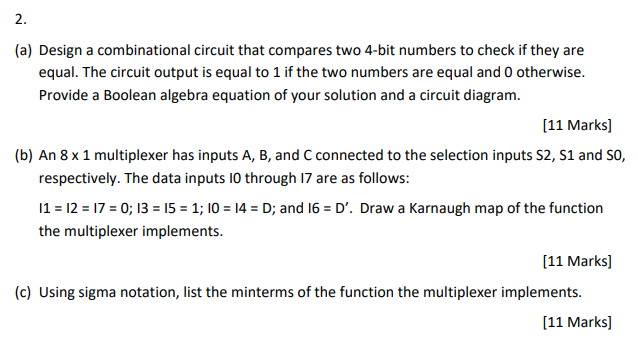 2.
(a) Design a combinational circuit that compares two 4-bit numbers to check if they are
equal. The circuit output is equal to 1 if the two numbers are equal and 0 otherwise.
Provide a Boolean algebra equation of your solution and a circuit diagram.
[11 Marks]
(b) An 8 x 1 multiplexer has inputs A, B, and C connected to the selection inputs S2, S1 and S0,
respectively. The data inputs I0 through I7 are as follows:
I1 = I2 = I7 = 0; I3 = I5 = 1; I0 = I4 = D; and I6 = D’. Draw a Karnaugh map of the function
the multiplexer implements.
[11 Marks]
(c) Using sigma notation, list the minterms of the function the multiplexer implements.
[11 Marks]